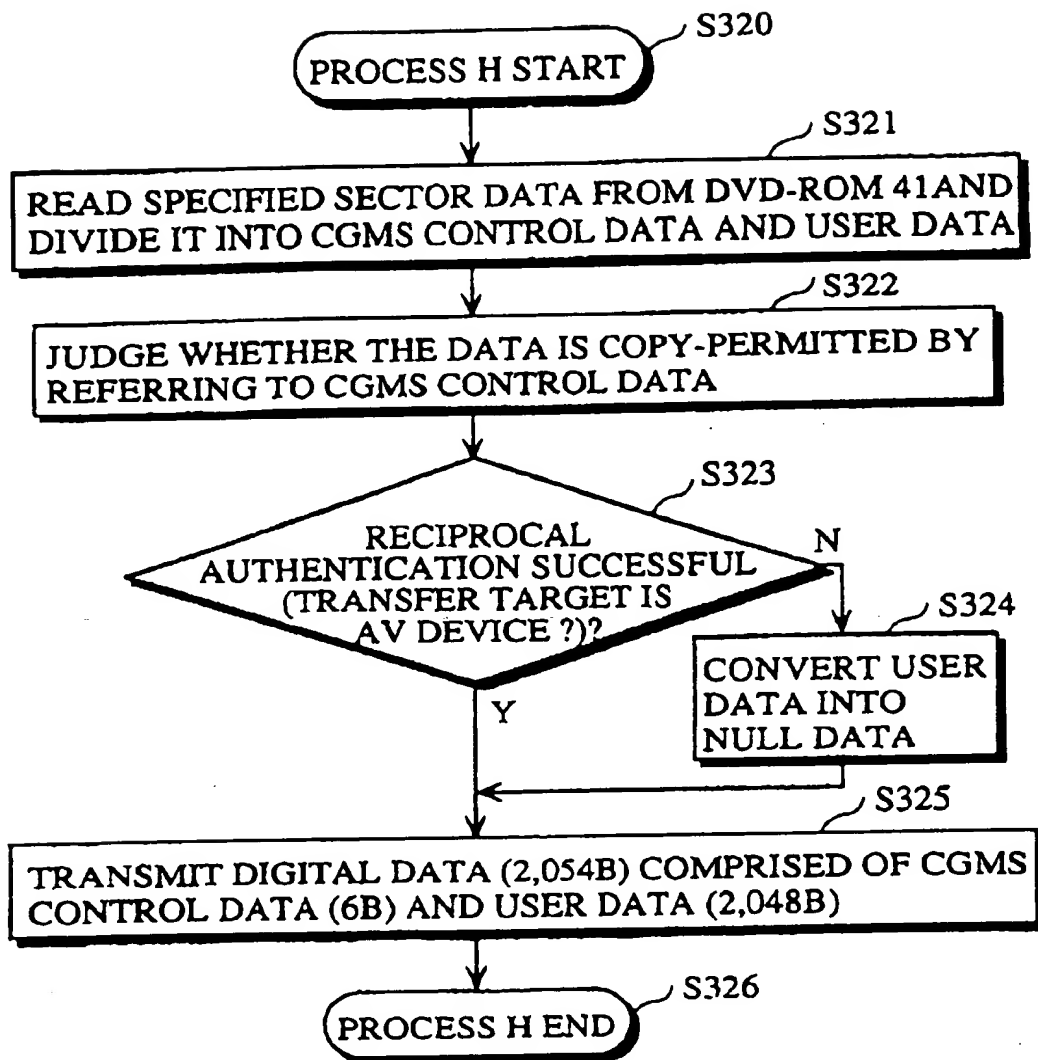 S320
PROCESS H START
S321
READ SPECIFIED SECTOR DATA FROM DVD-ROM 41AND
DIVIDE IT INTO CGMS CONTROL DATA AND USER DATA
S322
JUDGE WHETHER THE DATA IS COPY-PERMITTED BY
REFERRING TO CGMS CONTROL DATA
S323
RECIPROCAL
AUTHENTICATION SUCCESSFUL
(TRANSFER TARGET IS
AV DEVICE ?)?
N
S324
CONVERT USER
DATA INTO
NULL DATA
Y
S325
TRANSMIT DIGITAL DATA (2,054B) COMPRISED OF CGMS
CONTROL DATA (6B) AND USER DATA (2,048B)
S326
PROCESS H END